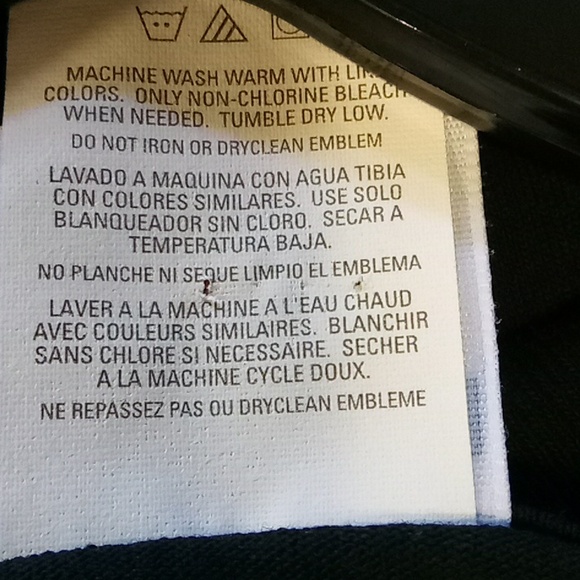 MACHINE WASH WARM WITH
COLORS. ONLY NON-CHLORINE BLEACH
WHEN NEEDED. TUMBLE DRY LOW.
DO NOT IRON OR DRYCLEAN EMBLEM
LAVADO A MAQUINA CON AGUA TIBIA
CON COLORES SIMILARES. USE SOLO
BLANQUEADOR SIN CLORO. SECAR A
TEMPERATURA BAJA.
NO PLANCHE NI SEQUE LIMPIO EL EMBLEMA
LAVER A LA MACHINE A L'EAU CHAUD
AVEC COULEURS SIMILAIRES. BLANCHIR
SANS CHLORE SI NECESSAIRE. SECHER
A LA MACHINE CYCLE DOUX.
NE REPASSEZ PAS OU DRYCLEAN EMBLEME